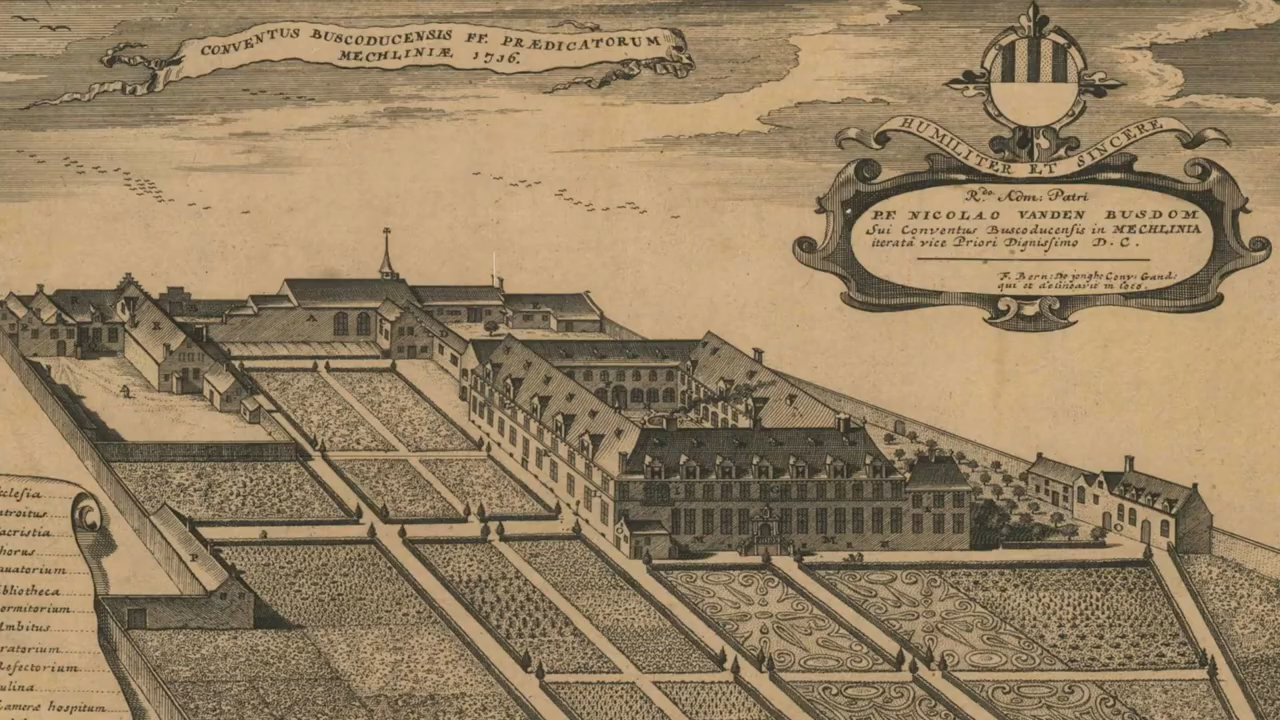 CONVENTUS BUSCODUCENSIS FF. PRÆDICATORUM
MECHLINIÆ 1736.
HUMILITER ET SINCERE
R.do Adm: Patri
P.F. NICOLAO VANDEN BUSDOM
Sui Conventus Buscoducensis in MECHLINIA
iteratâ vice Priori Dignissimo D. C.
F. Bern: De jonghe Conv: Gand:
qui et delineavit in loco.
cclesia
ntroitus
acristia
horus
auatorium
ibliotheca
ormitorium
mbitus
ratorium
Refectorium
ulina
Cameræ hospitum